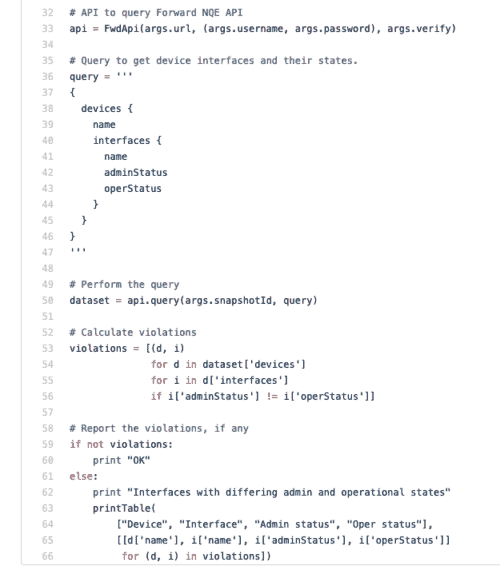 32 # API to query Forward NQE API
33 api = FwdApi(args.url, (args.username, args.password), args.verify)
34
35 # Query to get device interfaces and their states.
36 query = '''
37 {
38   devices {
39     name
40     interfaces {
41       name
42       adminStatus
43       operStatus
44     }
45   }
46 }
47 '''
48
49 # Perform the query
50 dataset = api.query(args.snapshotId, query)
51
52 # Calculate violations
53 violations = [(d, i)
54               for d in dataset['devices']
55               for i in d['interfaces']
56               if i['adminStatus'] != i['operStatus']]
57
58 # Report the violations, if any
59 if not violations:
60     print "OK"
61 else:
62     print "Interfaces with differing admin and operational states"
63     printTable(
64         ["Device", "Interface", "Admin status", "Oper status"],
65         [[d['name'], i['name'], i['adminStatus'], i['operStatus']]
66          for (d, i) in violations])